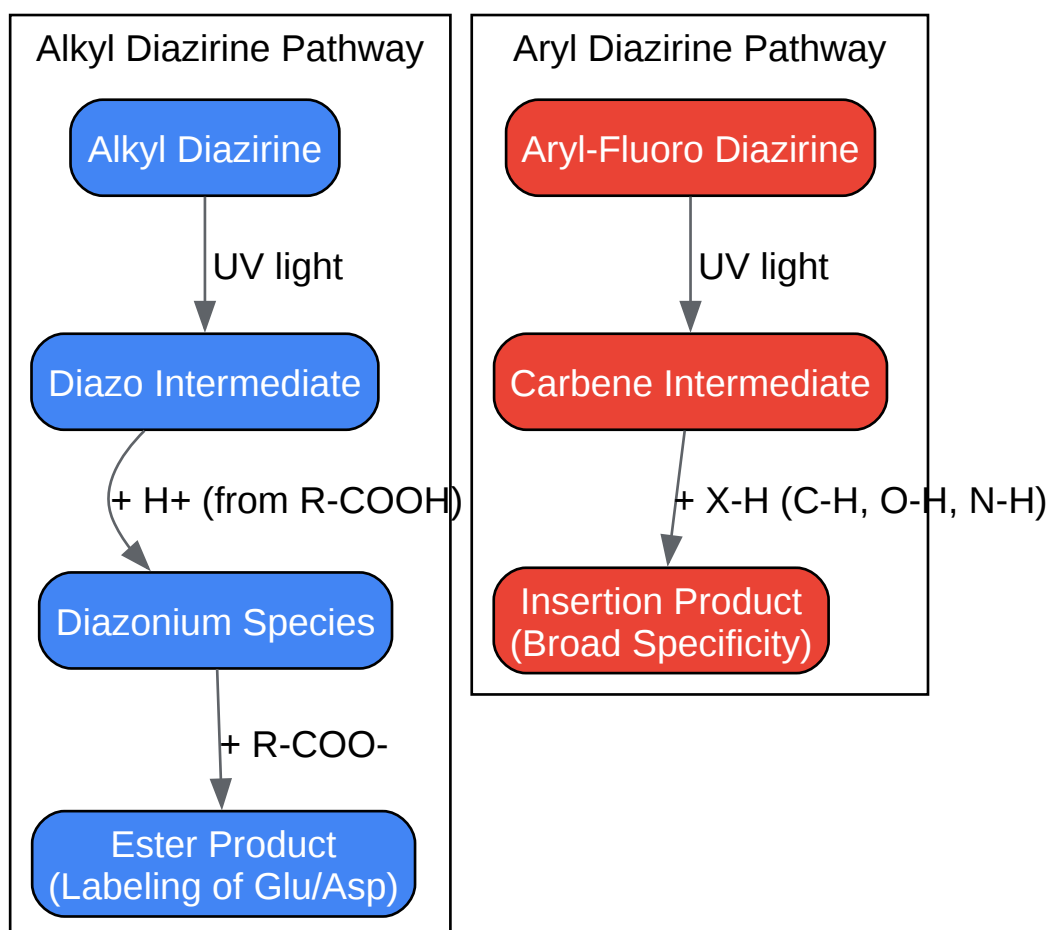 Alkyl Diazirine Pathway
Alkyl Diazirine
UV light
Diazo Intermediate
+ H+ (from R-COOH)
Diazonium Species
+ R-COO-
Ester Product
(Labeling of Glu/Asp)
Aryl Diazirine Pathway
Aryl-Fluoro Diazirine
UV light
Carbene Intermediate
+ X-H (C-H, O-H, N-H)
Insertion Product
(Broad Specificity)